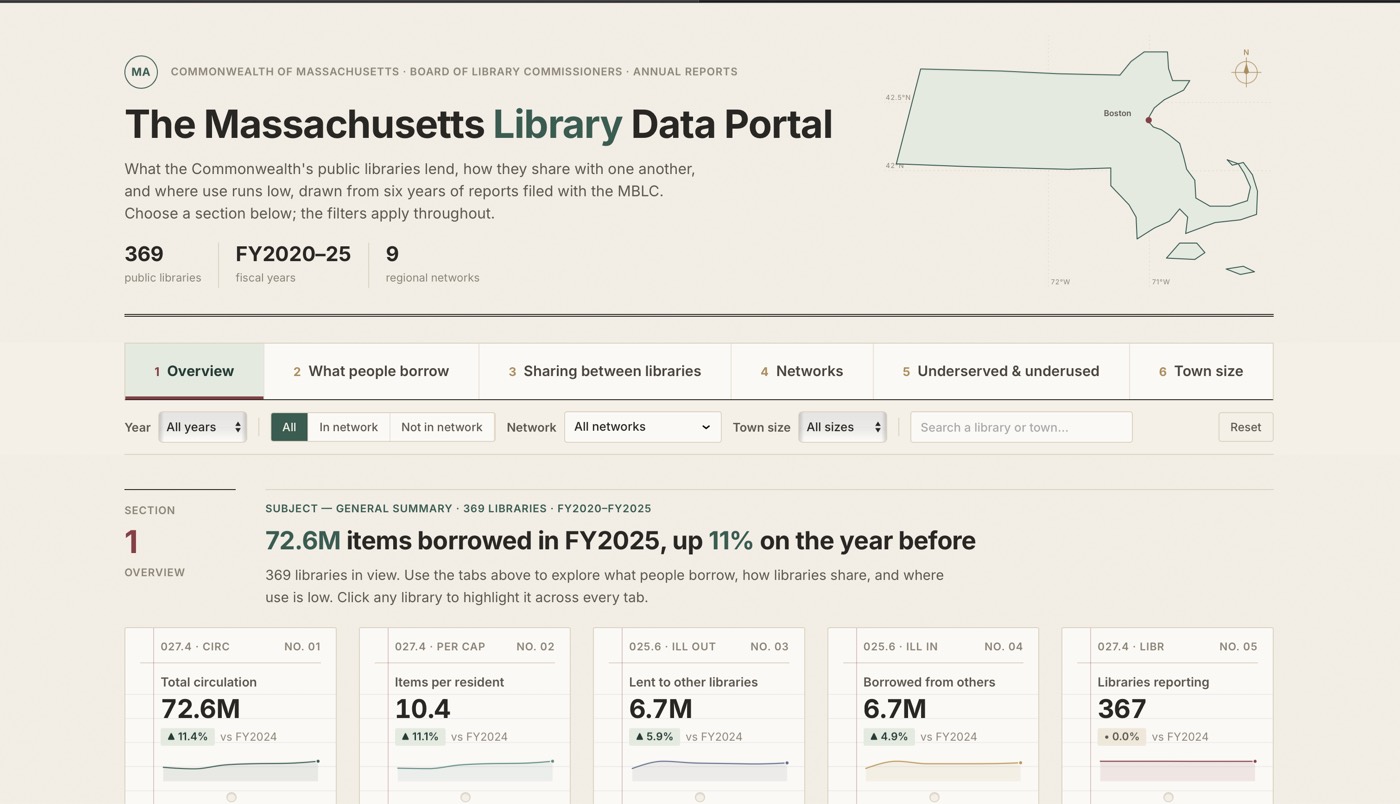 MA
COMMONWEALTH OF MASSACHUSETTS · BOARD OF LIBRARY COMMISSIONERS · ANNUAL REPORTS
The Massachusetts Library Data Portal
What the Commonwealth's public libraries lend, how they share with one another,
and where use runs low, drawn from six years of reports filed with the MBLC.
Choose a section below; the filters apply throughout.
369
public libraries
FY2020–25
fiscal years
9
regional networks
N
42.5°N
Boston
42°N
72°W
71°W
1 Overview
2 What people borrow
3 Sharing between libraries
4 Networks
5 Underserved & underused
6 Town size
Year All years All In network Not in network Network All networks Town size All sizes Search a library or town... Reset
SECTION
1
OVERVIEW
SUBJECT — GENERAL SUMMARY · 369 LIBRARIES · FY2020–FY2025
72.6M items borrowed in FY2025, up 11% on the year before
369 libraries in view. Use the tabs above to explore what people borrow, how libraries share, and where
use is low. Click any library to highlight it across every tab.
027.4 · CIRC NO. 01
Total circulation
72.6M
▲ 11.4% vs FY2024
027.4 · PER CAP NO. 02
Items per resident
10.4
▲ 11.1% vs FY2024
025.6 · ILL OUT NO. 03
Lent to other libraries
6.7M
▲ 5.9% vs FY2024
025.6 · ILL IN NO. 04
Borrowed from others
6.7M
▲ 4.9% vs FY2024
027.4 · LIBR NO. 05
Libraries reporting
367
• 0.0% vs FY2024